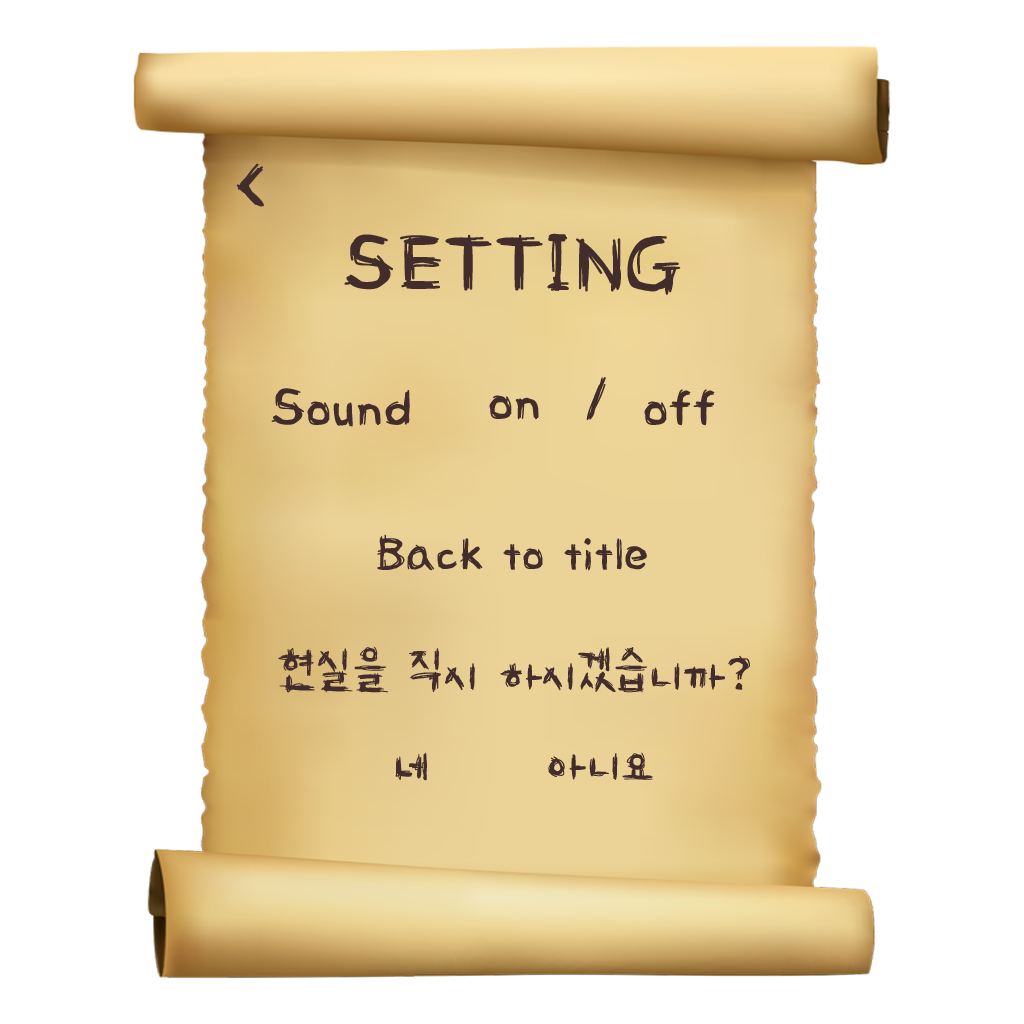 <
SETTING
Sound on / off
Back to title
현실을 직시 하시겠습니까?
네 아니요